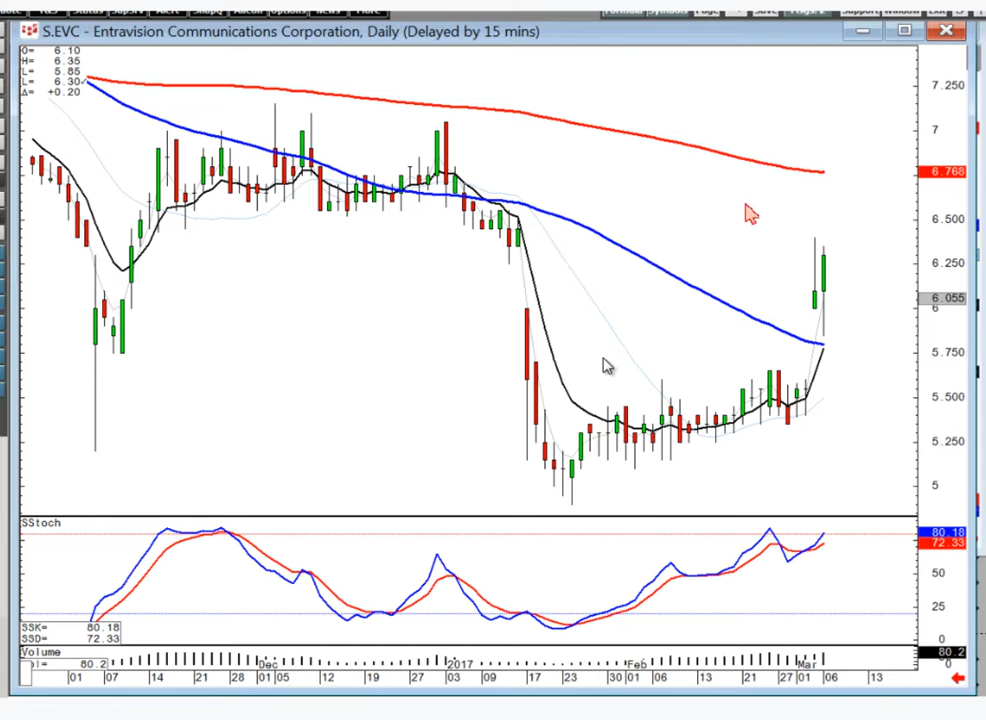 S.EVC - Entravision Communications Corporation, Daily (Delayed by 15 mins)
O= 6.10
H= 6.35
L= 5.85
L= 6.30
Δ= +0.20
7.250
7
6.768
6.500
6.250
6.055
6
5.750
5.500
5.250
5
SStoch
80.18
72.33
50
25
0
SSK= 80.18
SSD= 72.33
Volume
80.2
80.2
0
Dec 2017 Feb Mar
01 07 14 21 28 01 05 12 19 27 03 09 17 23 30 01 06 13 21 27 01 06 13